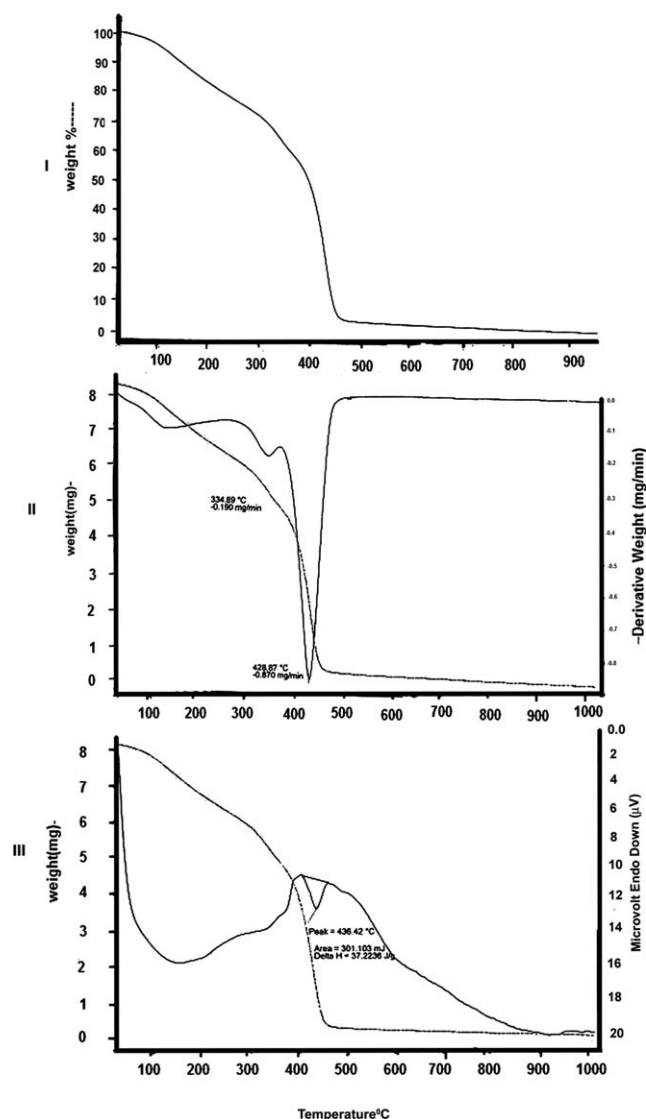 100
90
80
70
60
50
40
30
20
10
0
I
weight %-----
100 200 300 400 500 600 700 800 900
8
7
6
5
4
3
2
1
0
II
weight(mg)-
334.89 °C
-0.190 mg/min
428.87 °C
-0.870 mg/min
0.0
-0.1
-0.2
-0.3
-0.4
-0.5
-0.6
-0.7
-0.8
–Derivative Weight (mg/min)
100 200 300 400 500 600 700 800 900 1000
8
7
6
5
4
3
2
1
0
III
weight(mg)-
Peak = 436.42 °C
Area = 301.103 mJ
Delta H = 37.2236 J/g
0.0
2
4
6
8
10
12
14
16
18
20
Microvolt Endo Down (µV)
100 200 300 400 500 600 700 800 900 1000
Temperature⁰C